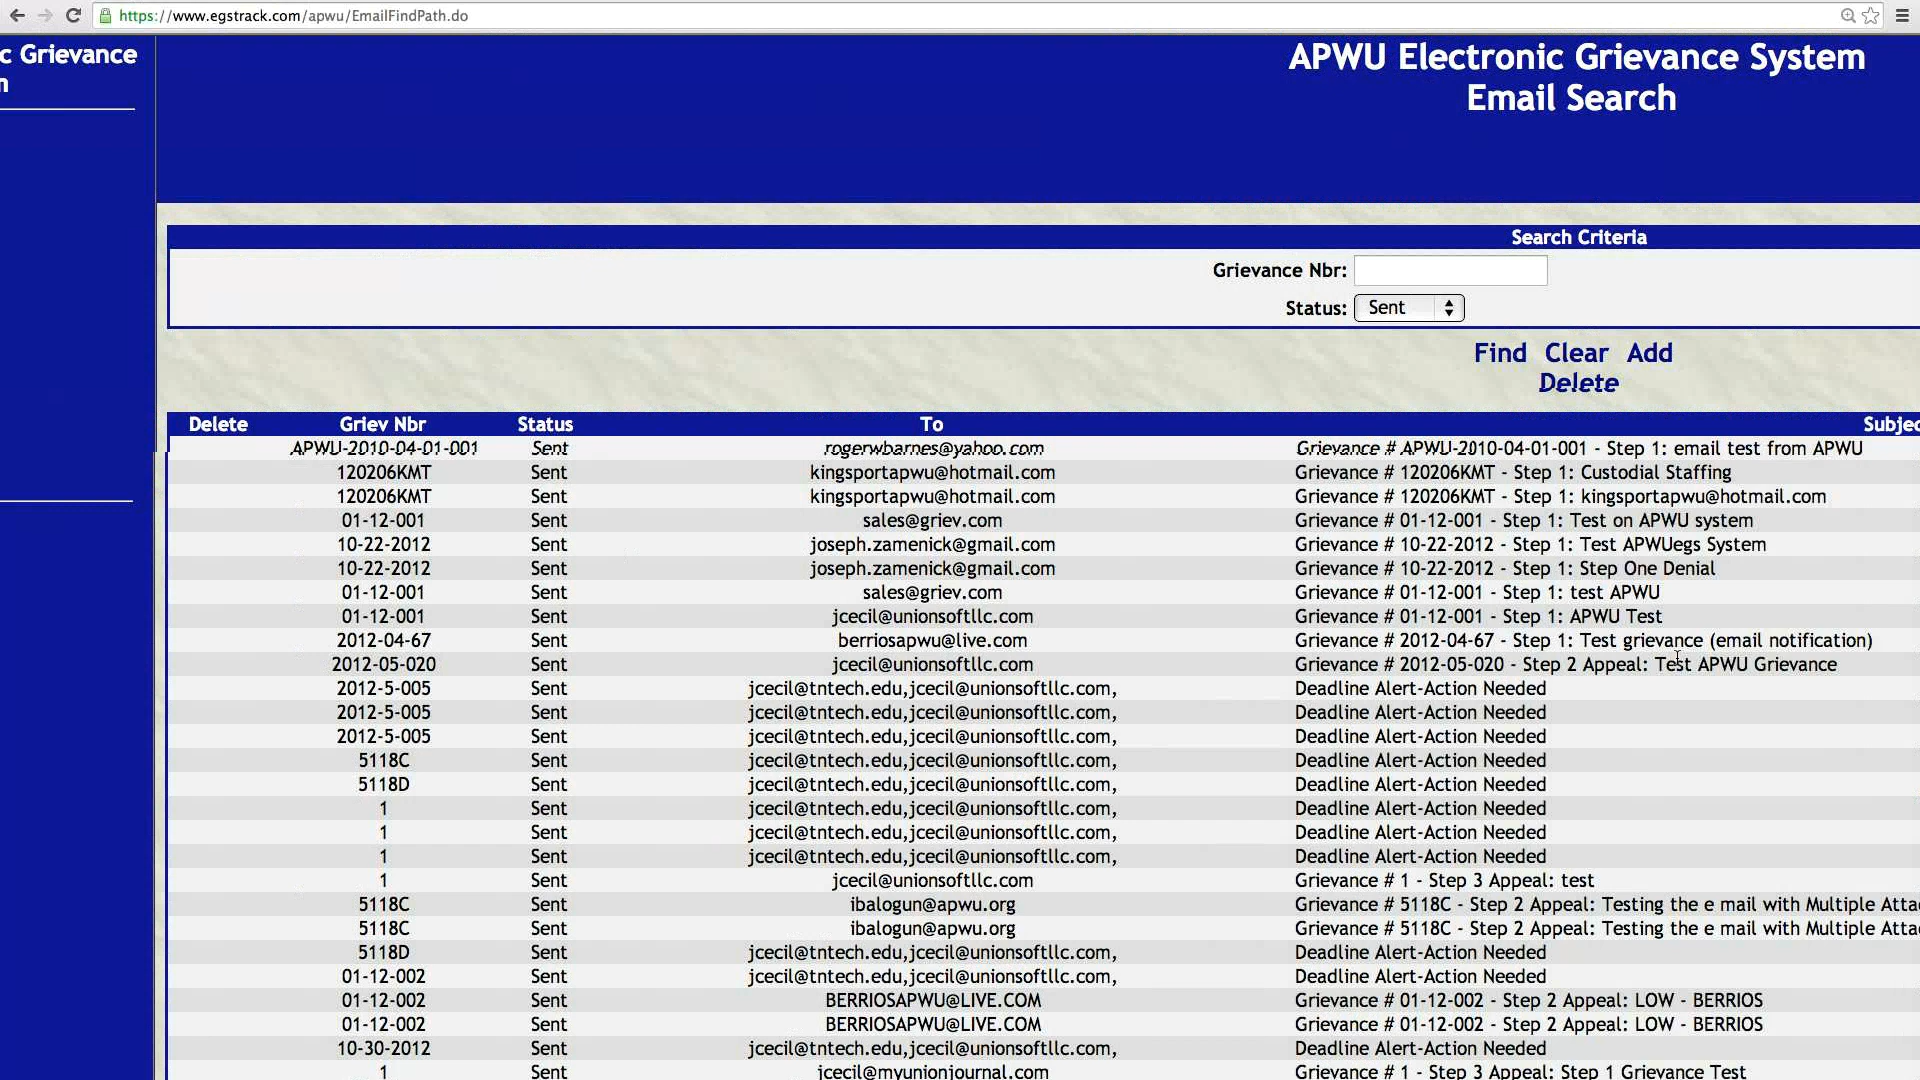 https://www.egstrack.com/apwu/EmailFindPath.do
c Grievance
APWU Electronic Grievance System
Email Search
Search Criteria
Grievance Nbr:
Status: Sent
Find Clear Add
Delete
Delete Griev Nbr Status To Subjec
APWU-2010-04-01-001 Sent rogerwbarnes@yahoo.com Grievance # APWU-2010-04-01-001 - Step 1: email test from APWU
120206KMT Sent kingsportapwu@hotmail.com Grievance # 120206KMT - Step 1: Custodial Staffing
120206KMT Sent kingsportapwu@hotmail.com Grievance # 120206KMT - Step 1: kingsportapwu@hotmail.com
01-12-001 Sent sales@griev.com Grievance # 01-12-001 - Step 1: Test on APWU system
10-22-2012 Sent joseph.zamenick@gmail.com Grievance # 10-22-2012 - Step 1: Test APWUegs System
10-22-2012 Sent joseph.zamenick@gmail.com Grievance # 10-22-2012 - Step 1: Step One Denial
01-12-001 Sent sales@griev.com Grievance # 01-12-001 - Step 1: test APWU
01-12-001 Sent jcecil@unionsoftllc.com Grievance # 01-12-001 - Step 1: APWU Test
2012-04-67 Sent berriosapwu@live.com Grievance # 2012-04-67 - Step 1: Test grievance (email notification)
2012-05-020 Sent jcecil@unionsoftllc.com Grievance # 2012-05-020 - Step 2 Appeal: Test APWU Grievance
2012-5-005 Sent jcecil@tntech.edu,jcecil@unionsoftllc.com, Deadline Alert-Action Needed
2012-5-005 Sent jcecil@tntech.edu,jcecil@unionsoftllc.com, Deadline Alert-Action Needed
2012-5-005 Sent jcecil@tntech.edu,jcecil@unionsoftllc.com, Deadline Alert-Action Needed
5118C Sent jcecil@tntech.edu,jcecil@unionsoftllc.com, Deadline Alert-Action Needed
5118D Sent jcecil@tntech.edu,jcecil@unionsoftllc.com, Deadline Alert-Action Needed
1 Sent jcecil@tntech.edu,jcecil@unionsoftllc.com, Deadline Alert-Action Needed
1 Sent jcecil@tntech.edu,jcecil@unionsoftllc.com, Deadline Alert-Action Needed
1 Sent jcecil@tntech.edu,jcecil@unionsoftllc.com, Deadline Alert-Action Needed
1 Sent jcecil@unionsoftllc.com Grievance # 1 - Step 3 Appeal: test
5118C Sent ibalogun@apwu.org Grievance # 5118C - Step 2 Appeal: Testing the e mail with Multiple Atta
5118C Sent ibalogun@apwu.org Grievance # 5118C - Step 2 Appeal: Testing the e mail with Multiple Atta
5118D Sent jcecil@tntech.edu,jcecil@unionsoftllc.com, Deadline Alert-Action Needed
01-12-002 Sent jcecil@tntech.edu,jcecil@unionsoftllc.com, Deadline Alert-Action Needed
01-12-002 Sent BERRIOSAPWU@LIVE.COM Grievance # 01-12-002 - Step 2 Appeal: LOW - BERRIOS
01-12-002 Sent BERRIOSAPWU@LIVE.COM Grievance # 01-12-002 - Step 2 Appeal: LOW - BERRIOS
10-30-2012 Sent jcecil@tntech.edu,jcecil@unionsoftllc.com, Deadline Alert-Action Needed
1 Sent jcecil@myunionjournal.com Grievance # 1 - Step 3 Appeal: Step 1 Grievance Test